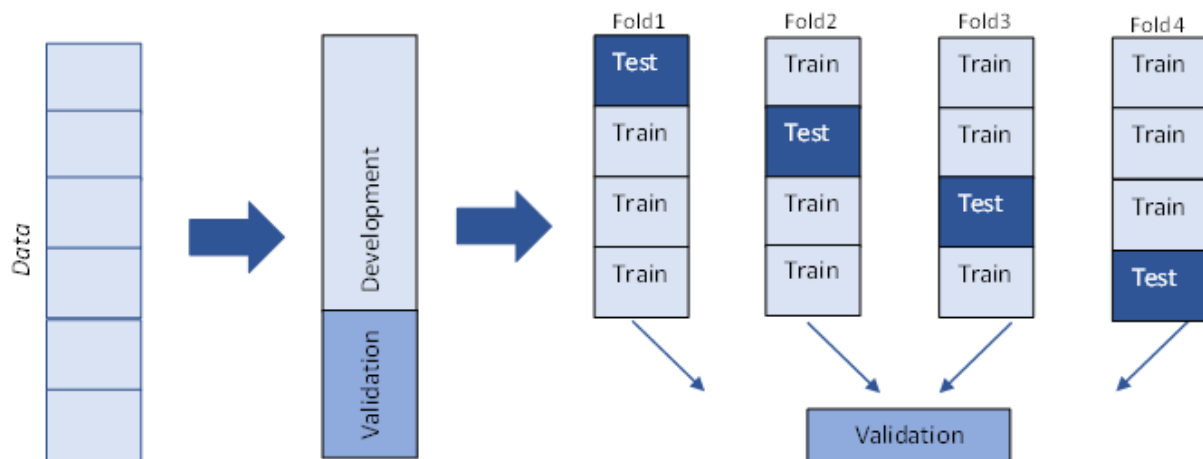 Data
Development
Validation
Fold1
Test
Train
Train
Train
Fold2
Train
Test
Train
Train
Fold3
Train
Train
Test
Train
Fold4
Train
Train
Train
Test
Validation